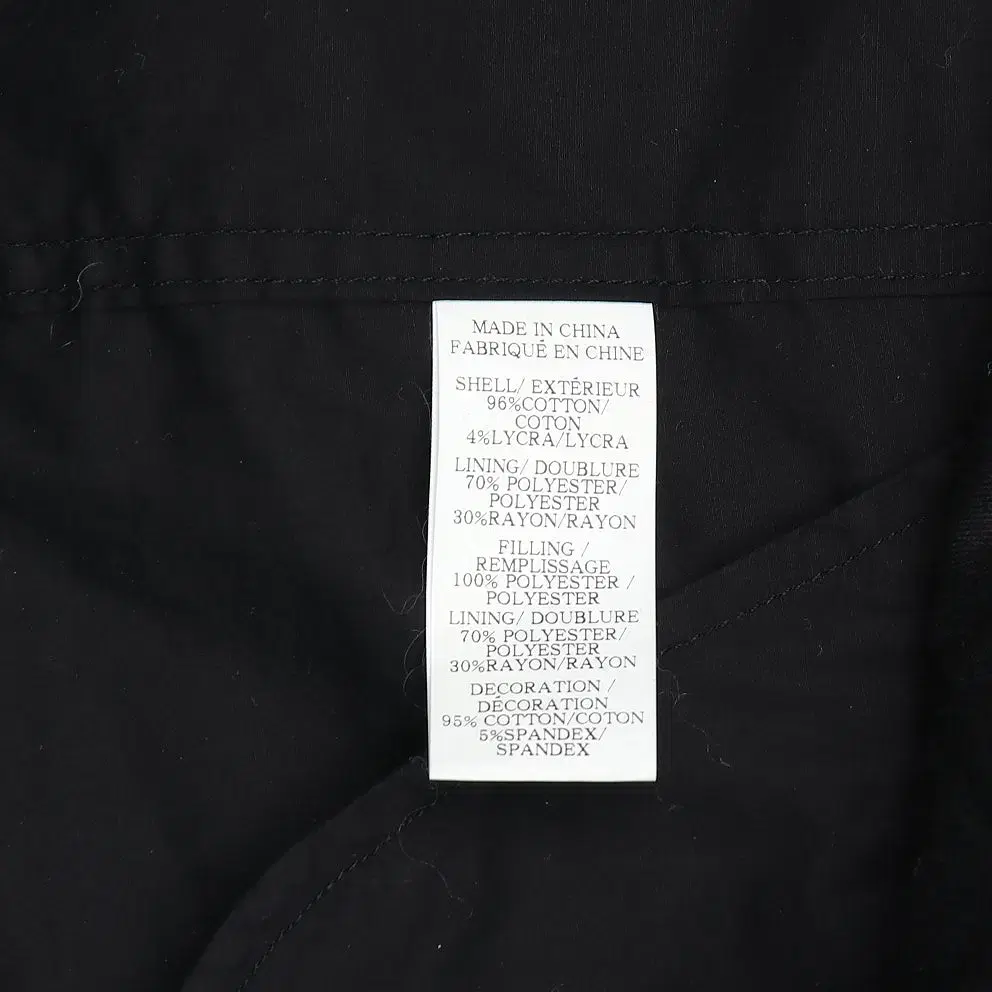 MADE IN CHINA
FABRIQUÉ EN CHINE
SHELL/ EXTÉRIEUR
96%COTTON/
COTON
4%LYCRA/LYCRA
LINING/ DOUBLURE
70% POLYESTER/
POLYESTER
30%RAYON/RAYON
FILLING /
REMPLISSAGE
100% POLYESTER /
POLYESTER
LINING/ DOUBLURE
70% POLYESTER/
POLYESTER
30%RAYON/RAYON
DECORATION /
DÉCORATION
95% COTTON/COTON
5%SPANDEX/
SPANDEX